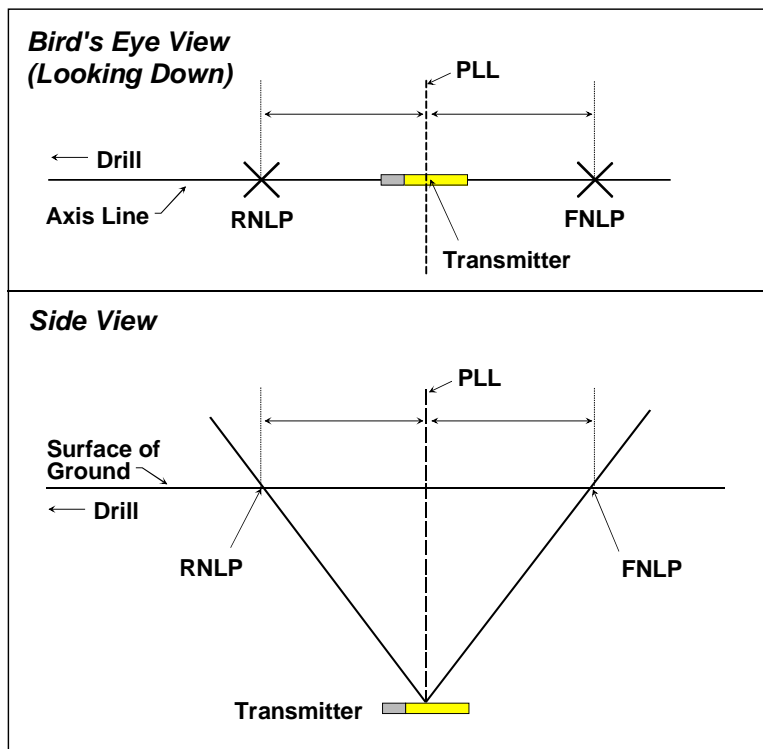 Bird's Eye View
(Looking Down)
PLL
Drill
Axis Line
RNLP
FNLP
Transmitter
Side View
PLL
Surface of
Ground
Drill
RNLP
FNLP
Transmitter